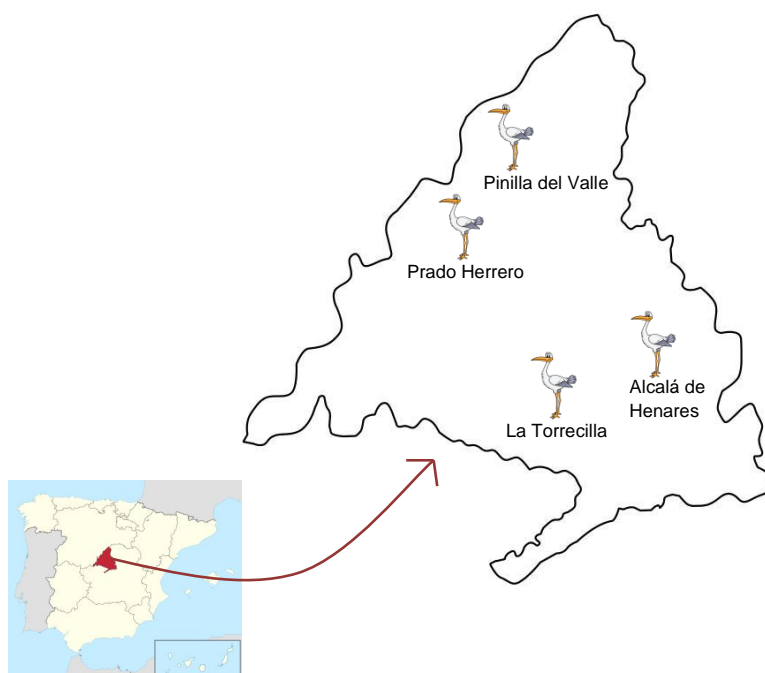 Pinilla del Valle
Prado Herrero
Alcalá de
Henares
La Torrecilla